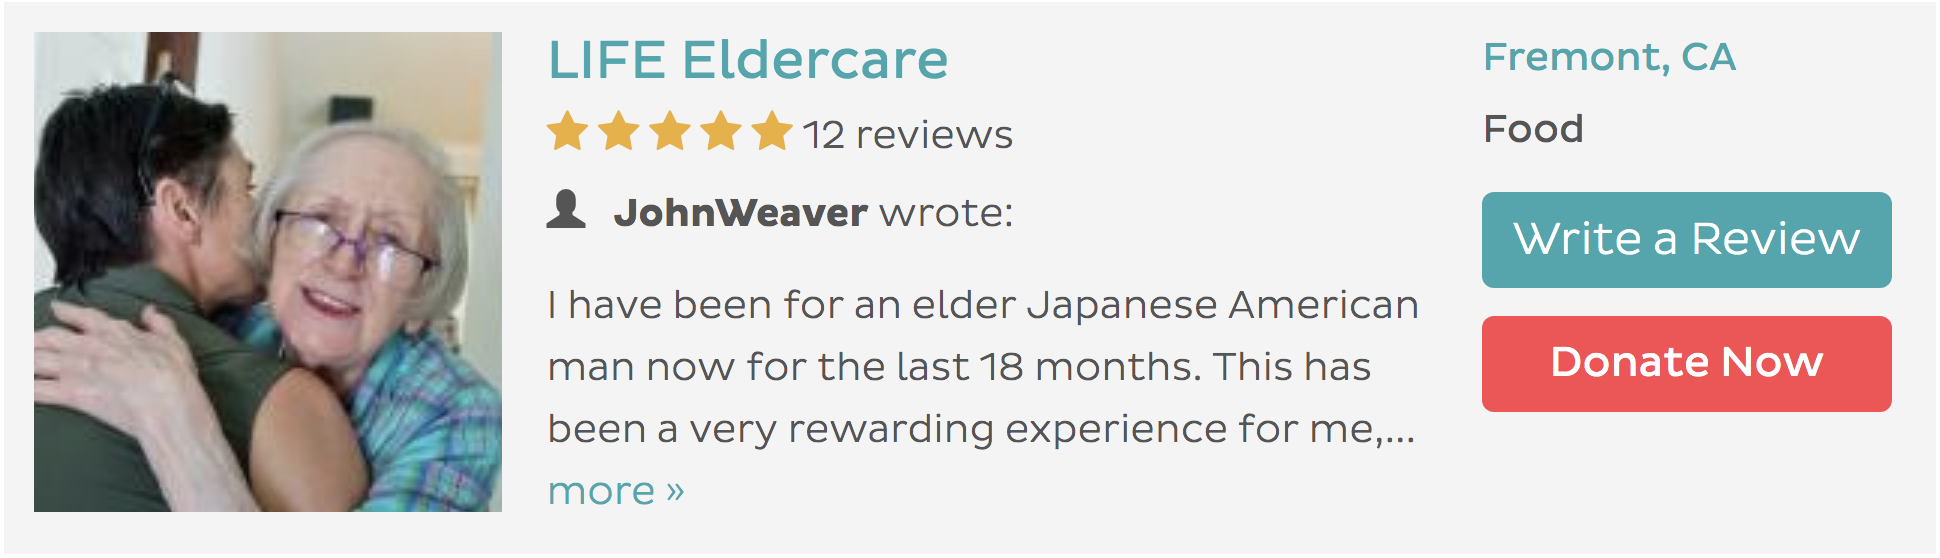 LIFE Eldercare
12 reviews
JohnWeaver wrote:
I have been for an elder Japanese American
man now for the last 18 months. This has
been a very rewarding experience for me,...
more »
Fremont, CA
Food
Write a Review
Donate Now